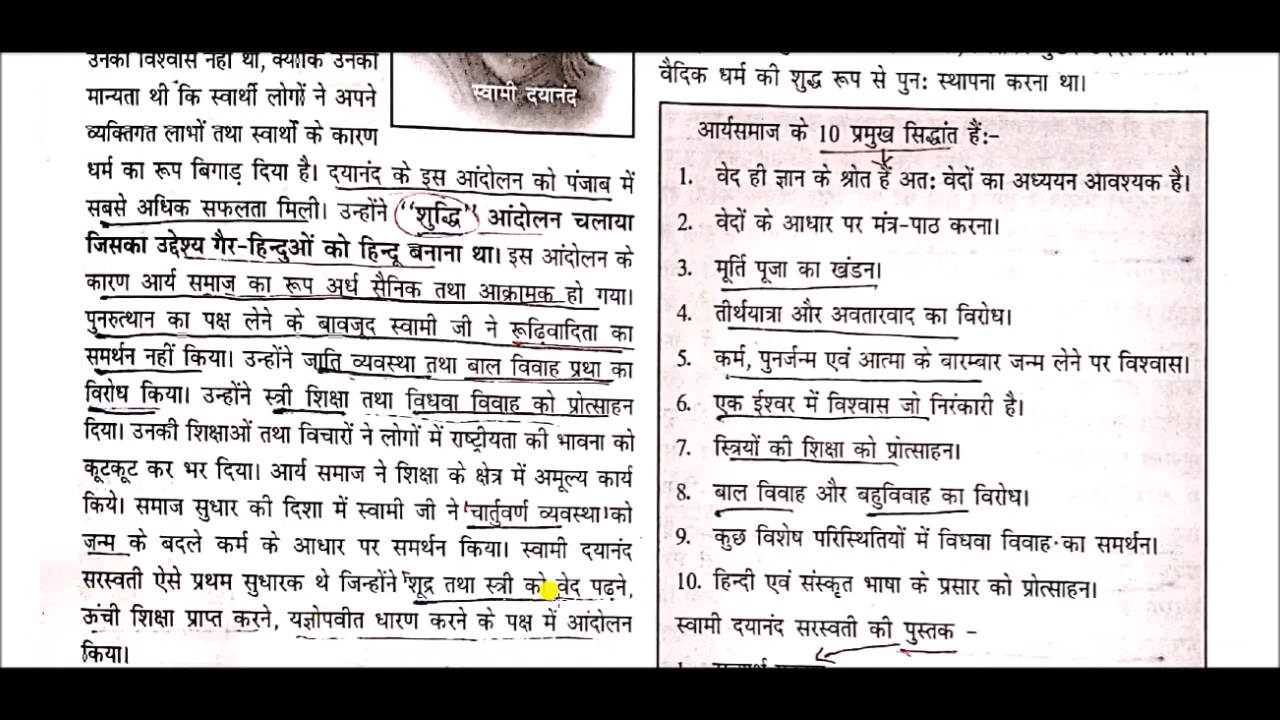 उनका विश्वास नहीं था, क्योंकि उनकी
मान्यता थी कि स्वार्थी लोगों ने अपने
व्यक्तिगत लाभों तथा स्वार्थों के कारण
धर्म का रूप बिगाड़ दिया है। दयानंद के इस आंदोलन को पंजाब में
सबसे अधिक सफलता मिली। उन्होंने "शुद्धि" आंदोलन चलाया
जिसका उद्देश्य गैर-हिन्दुओं को हिन्दू बनाना था। इस आंदोलन के
कारण आर्य समाज का रूप अर्ध सैनिक तथा आक्रामक हो गया।
पुनरुत्थान का पक्ष लेने के बावजूद स्वामी जी ने रूढ़िवादिता का
समर्थन नहीं किया। उन्होंने जाति व्यवस्था तथा बाल विवाह प्रथा का
विरोध किया। उन्होंने स्त्री शिक्षा तथा विधवा विवाह को प्रोत्साहन
दिया। उनकी शिक्षाओं तथा विचारों ने लोगों में राष्ट्रीयता की भावना को
कूटकूट कर भर दिया। आर्य समाज ने शिक्षा के क्षेत्र में अमूल्य कार्य
किये। समाज सुधार की दिशा में स्वामी जी ने 'चार्तुवर्ण व्यवस्था' को
जन्म के बदले कर्म के आधार पर समर्थन किया। स्वामी दयानंद
सरस्वती ऐसे प्रथम सुधारक थे जिन्होंने 'शूद्र तथा स्त्री को वेद पढ़ने,
ऊंची शिक्षा प्राप्त करने, यज्ञोपवीत धारण करने के पक्ष में आंदोलन
किया।
स्वामी दयानंद
वैदिक धर्म की शुद्ध रूप से पुन: स्थापना करना था।
आर्यसमाज के 10 प्रमुख सिद्धांत हैं:-
1. वेद ही ज्ञान के श्रोत हैं अत: वेदों का अध्ययन आवश्यक है।
2. वेदों के आधार पर मंत्र-पाठ करना।
3. मूर्ति पूजा का खंडन।
4. तीर्थयात्रा और अवतारवाद का विरोध।
5. कर्म, पुनर्जन्म एवं आत्मा के वारम्बार जन्म लेने पर विश्वास।
6. एक ईश्वर में विश्वास जो निरंकारी है।
7. स्त्रियों की शिक्षा को प्रोत्साहन।
8. बाल विवाह और बहुविवाह का विरोध।
9. कुछ विशेष परिस्थितियों में विधवा विवाह का समर्थन।
10. हिन्दी एवं संस्कृत भाषा के प्रसार को प्रोत्साहन।
स्वामी दयानंद सरस्वती की पुस्तक -